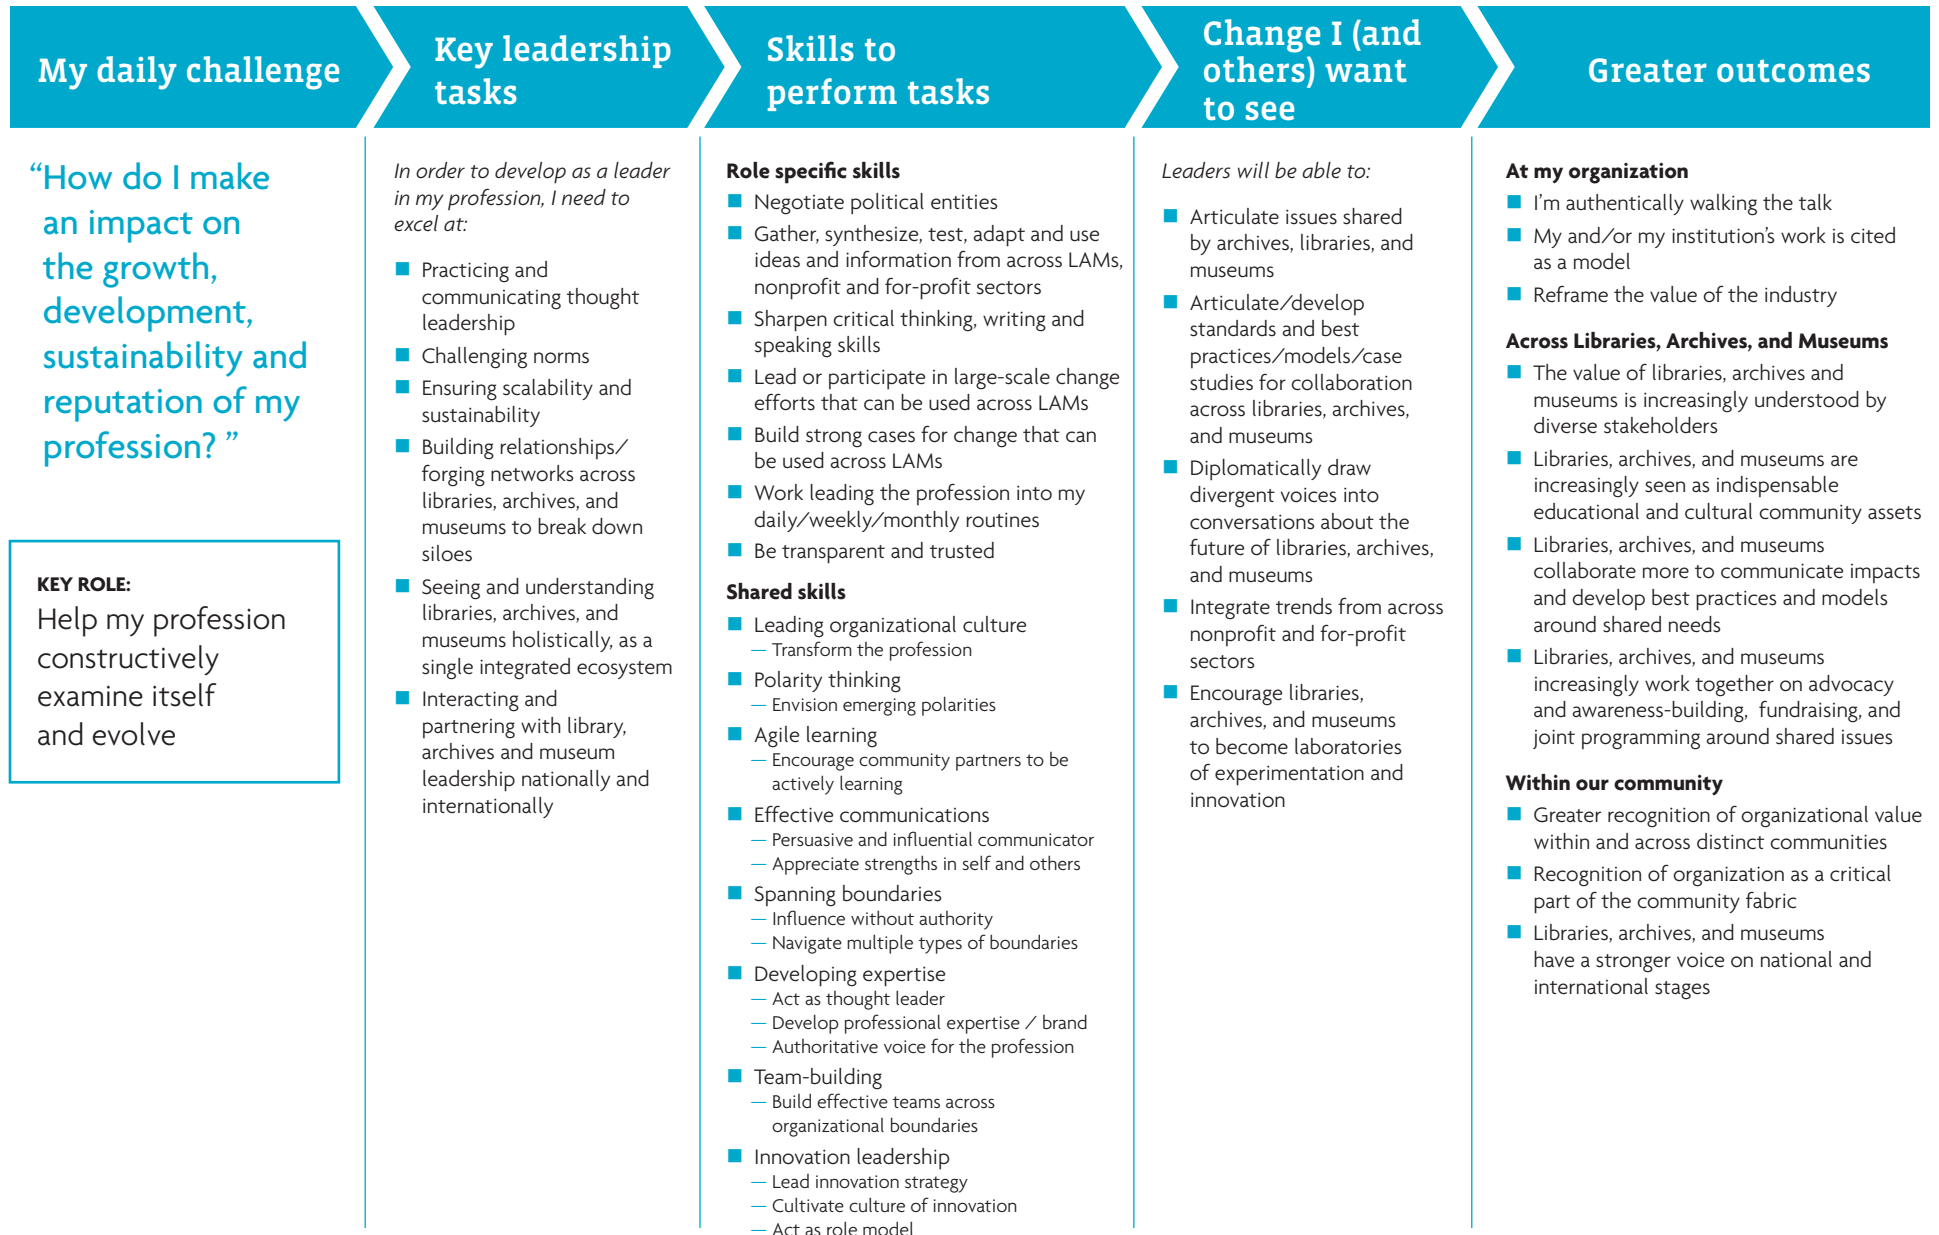 My daily challenge
Key leadership
tasks
Skills to
perform tasks
Change I (and
others) want
to see
Greater outcomes
“How do I make
an impact on
the growth,
development,
sustainability and
reputation of my
profession? ”
KEY ROLE:
Help my profession
constructively
examine itself
and evolve
In order to develop as a leader
in my profession, I need to
excel at:
■ Practicing and
communicating thought
leadership
■ Challenging norms
■ Ensuring scalability and
sustainability
■ Building relationships/
forging networks across
libraries, archives, and
museums to break down
siloes
■ Seeing and understanding
libraries, archives, and
museums holistically, as a
single integrated ecosystem
■ Interacting and
partnering with library,
archives and museum
leadership nationally and
internationally
Role specific skills
■ Negotiate political entities
■ Gather, synthesize, test, adapt and use
ideas and information from across LAMs,
nonprofit and for-profit sectors
■ Sharpen critical thinking, writing and
speaking skills
■ Lead or participate in large-scale change
efforts that can be used across LAMs
■ Build strong cases for change that can
be used across LAMs
■ Work leading the profession into my
daily/weekly/monthly routines
■ Be transparent and trusted
Shared skills
■ Leading organizational culture
— Transform the profession
■ Polarity thinking
— Envision emerging polarities
■ Agile learning
— Encourage community partners to be
actively learning
■ Effective communications
— Persuasive and influential communicator
— Appreciate strengths in self and others
■ Spanning boundaries
— Influence without authority
— Navigate multiple types of boundaries
■ Developing expertise
— Act as thought leader
— Develop professional expertise / brand
— Authoritative voice for the profession
■ Team-building
— Build effective teams across
organizational boundaries
■ Innovation leadership
— Lead innovation strategy
— Cultivate culture of innovation
— Act as role model
Leaders will be able to:
■ Articulate issues shared
by archives, libraries, and
museums
■ Articulate/develop
standards and best
practices/models/case
studies for collaboration
across libraries, archives,
and museums
■ Diplomatically draw
divergent voices into
conversations about the
future of libraries, archives,
and museums
■ Integrate trends from across
nonprofit and for-profit
sectors
■ Encourage libraries,
archives, and museums
to become laboratories
of experimentation and
innovation
At my organization
■ I’m authentically walking the talk
■ My and/or my institution’s work is cited
as a model
■ Reframe the value of the industry
Across Libraries, Archives, and Museums
■ The value of libraries, archives and
museums is increasingly understood by
diverse stakeholders
■ Libraries, archives, and museums are
increasingly seen as indispensable
educational and cultural community assets
■ Libraries, archives, and museums
collaborate more to communicate impacts
and develop best practices and models
around shared needs
■ Libraries, archives, and museums
increasingly work together on advocacy
and awareness-building, fundraising, and
joint programming around shared issues
Within our community
■ Greater recognition of organizational value
within and across distinct communities
■ Recognition of organization as a critical
part of the community fabric
■ Libraries, archives, and museums
have a stronger voice on national and
international stages